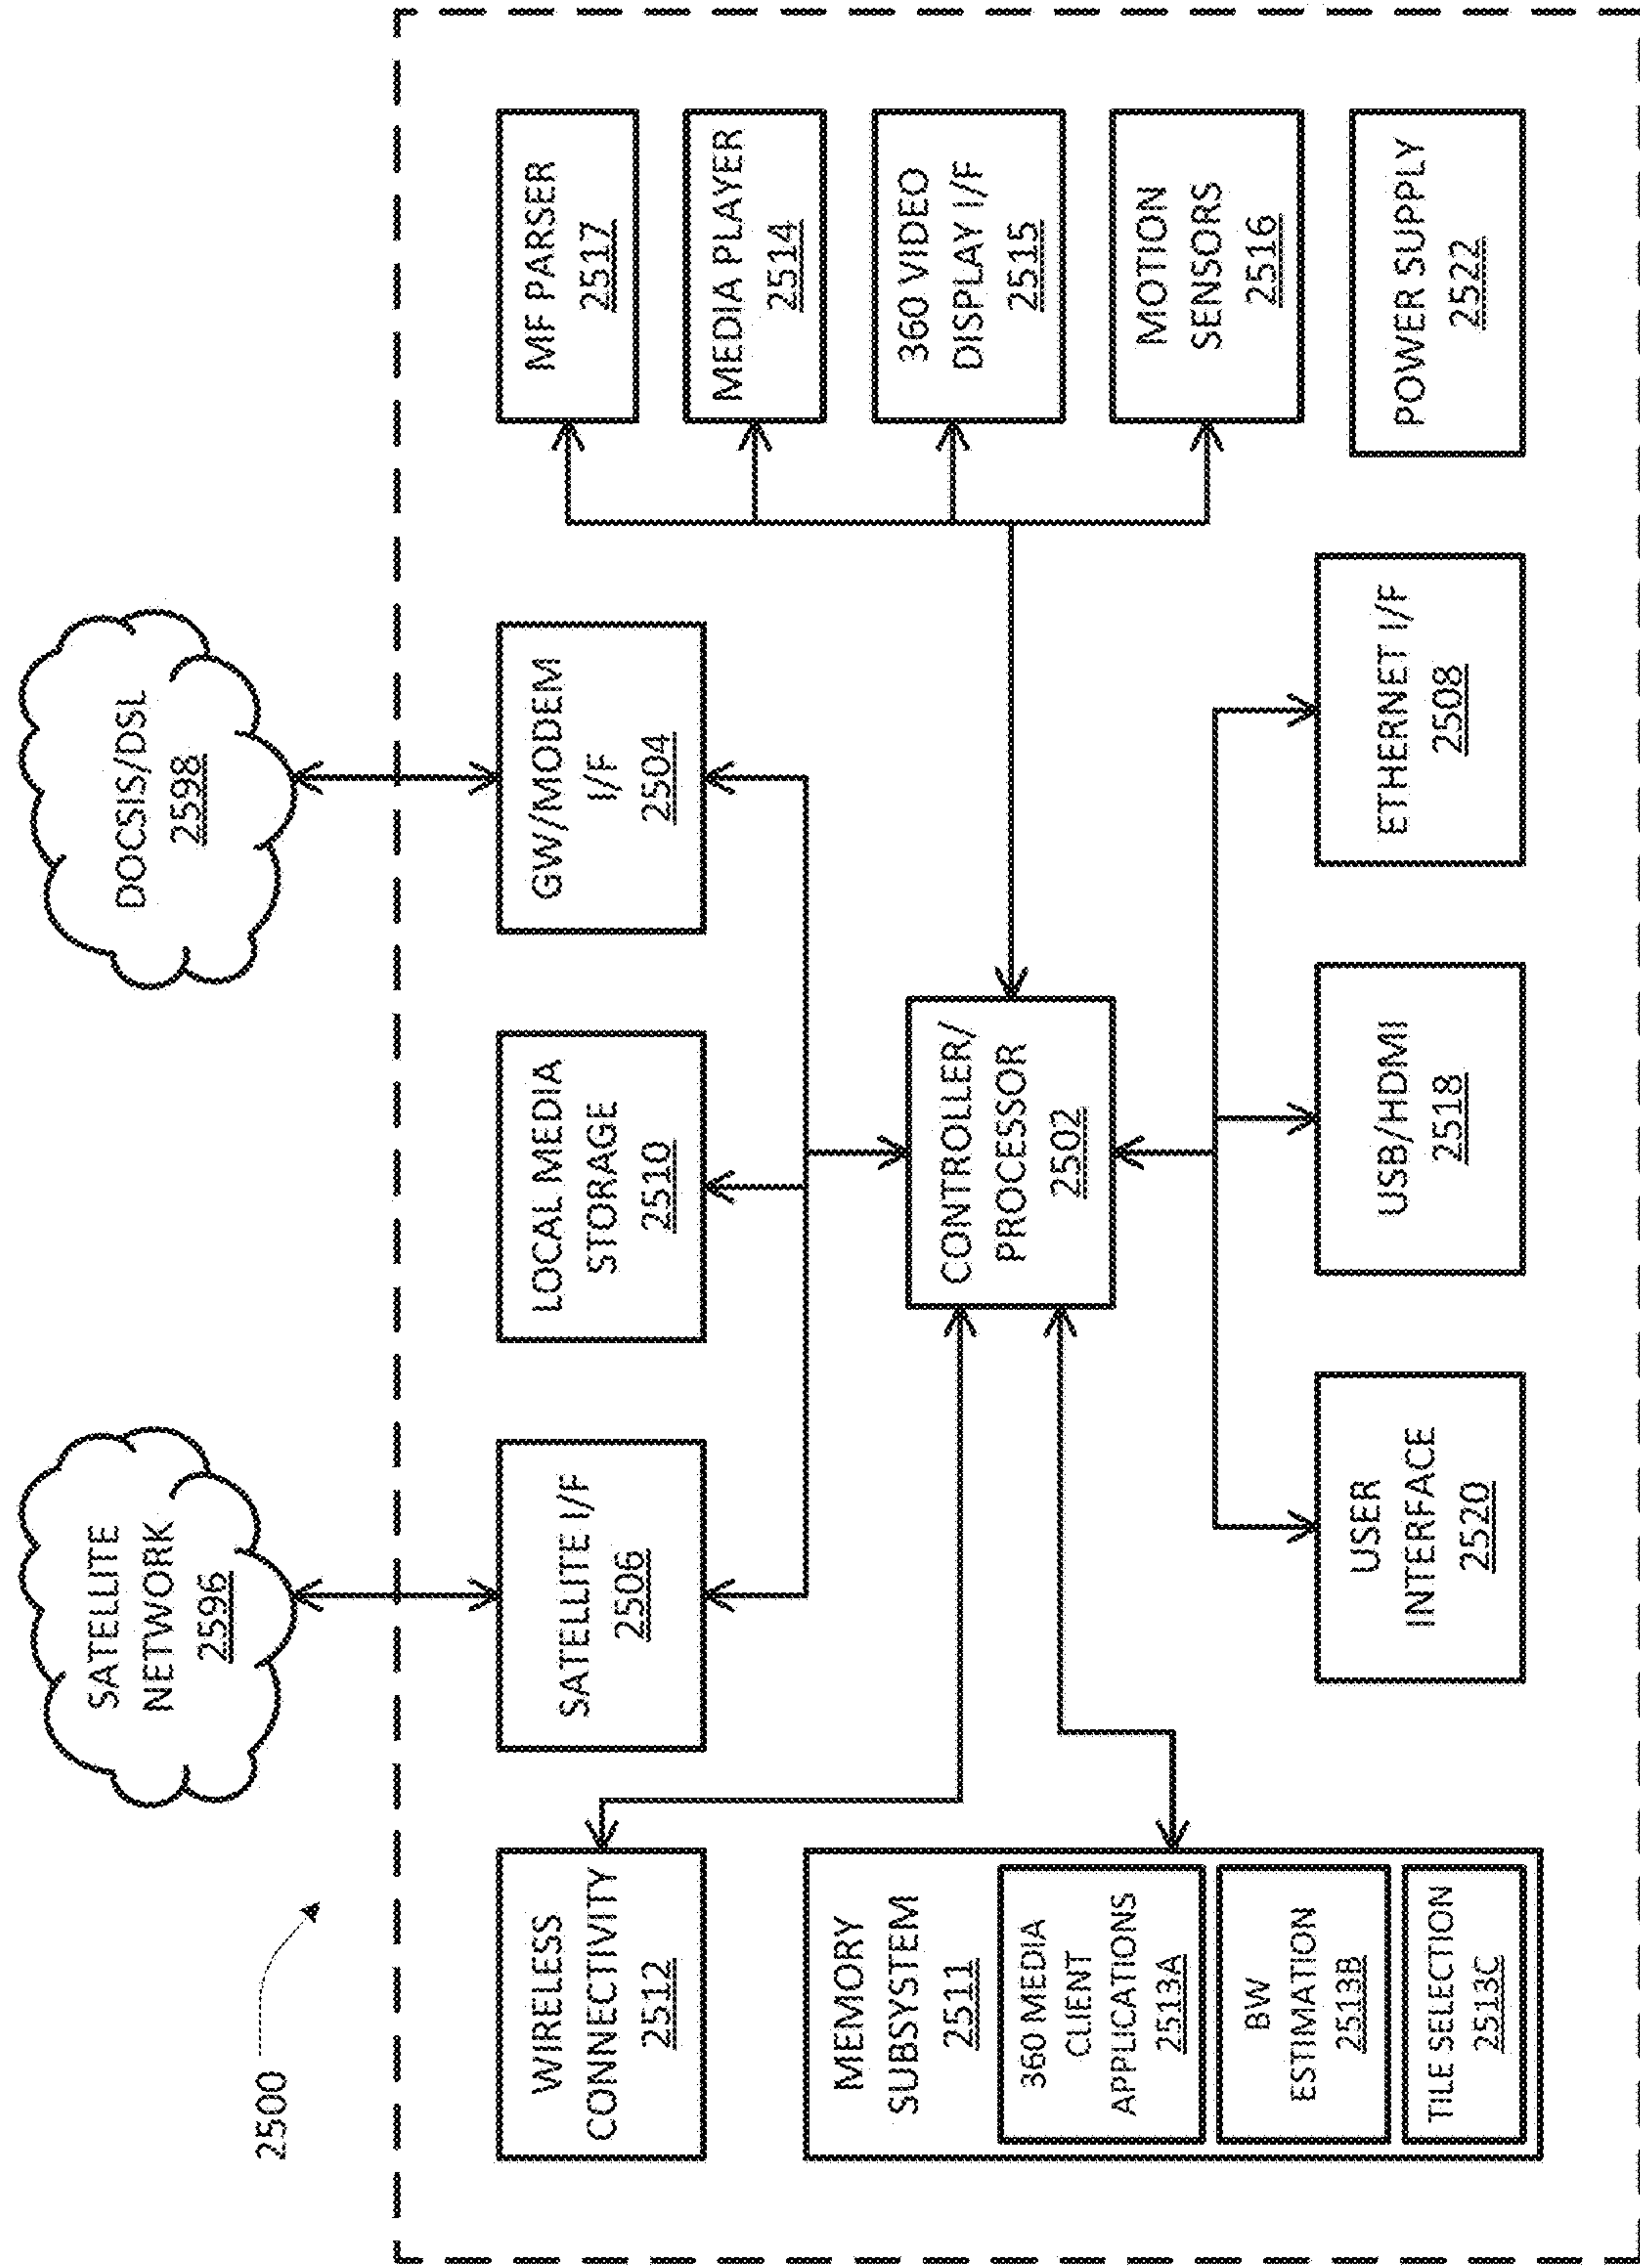 2500
SATELLITE
NETWORK
2596
DOCSIS/DSL
2598
WIRELESS
CONNECTIVITY
2512
SATELLITE I/F
2506
LOCAL MEDIA
STORAGE
2510
GW/MODEM
I/F
2504
MF PARSER
2517
MEDIA PLAYER
2514
360 VIDEO
DISPLAY I/F
2515
MOTION
SENSORS
2516
POWER SUPPLY
2522
MEMORY
SUBSYSTEM
2511
360 MEDIA
CLIENT
APPLICATIONS
2513A
BW
ESTIMATION
2513B
TILE SELECTION
2513C
CONTROLLER/
PROCESSOR
2502
USER
INTERFACE
2520
USB/HDMI
2518
ETHERNET I/F
2508